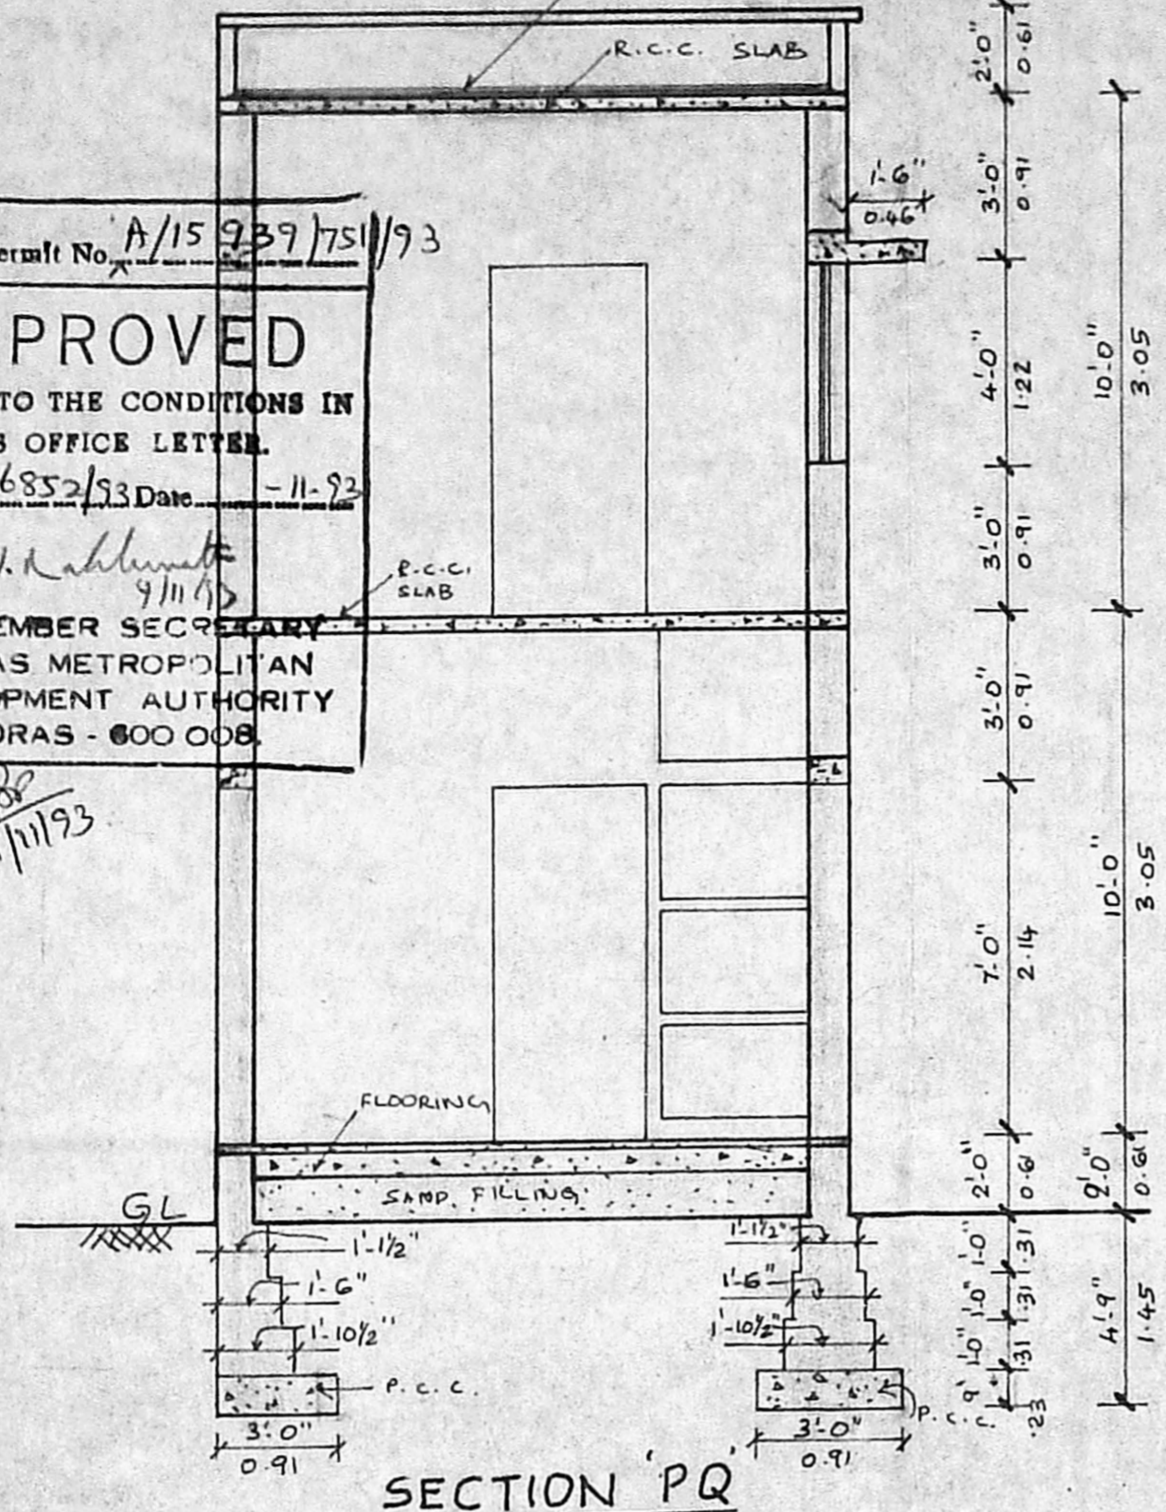 R.C.C. SLAB
2'-0"
0.61
3'-0"
0.91
1'-6"
0.46
ermit No. A/15939/751/93
PROVED
TO THE CONDITIONS IN
S OFFICE LETTER.
6852/93 Date -11-93
9/11/93
EMBER SECRETARY
AS METROPOLITAN
OPMENT AUTHORITY
DRAS - 600 008.
/11/93
4'-0"
1.22
10'-0"
3.05
3'-0"
0.91
R.C.C.
SLAB
3'-0"
0.91
10'-0"
3.05
7'-0"
2.14
FLOORING
SAND FILLING
2'-0"
0.61
2'-0"
0.61
GL
1'-1½"
1'-6"
1'-10½"
P.C.C.
3'-0"
0.91
1'-1½"
1'-6"
1'-10½"
P.C.C.
3'-0"
0.91
1'-0"
.31
1'-0"
.31
1'-0"
.31
9"
.23
4'-9"
1.45
SECTION 'PQ'